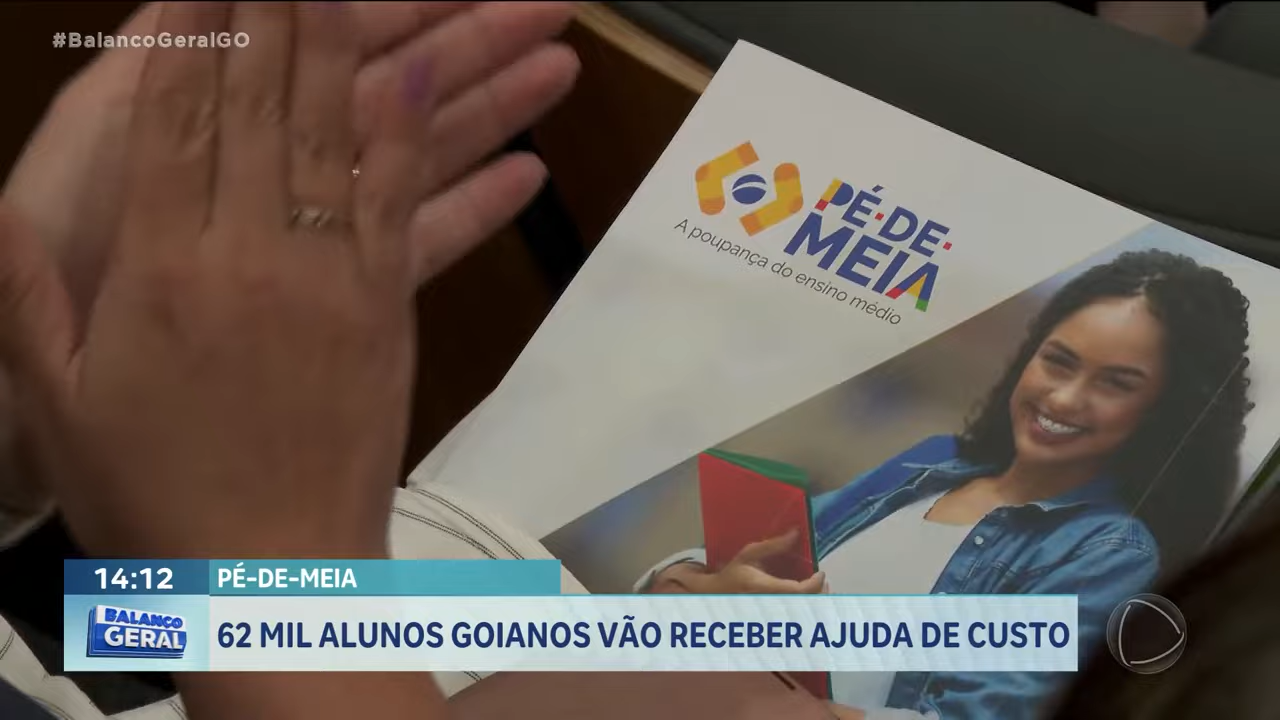 #BalancoGeralGO
PÉ·DE·
MEIA
A poupança do ensino médio
14:12
PÉ-DE-MEIA
BALANCO
GERAL
62 MIL ALUNOS GOIANOS VÃO RECEBER AJUDA DE CUSTO